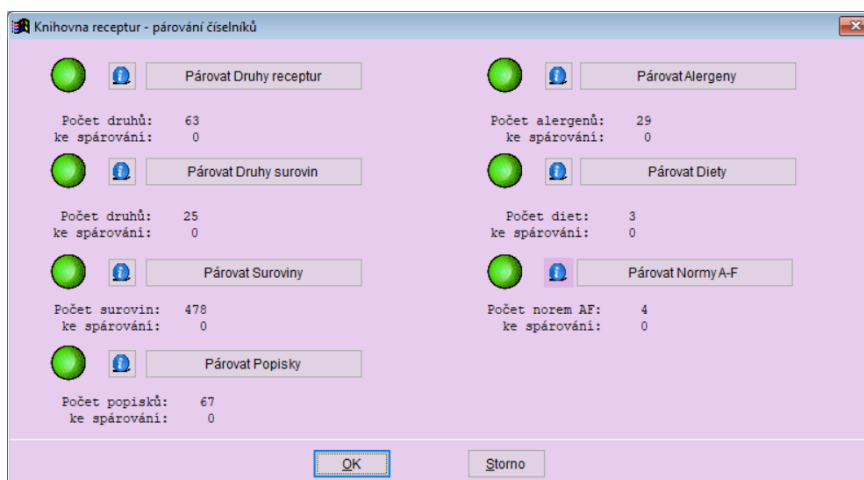 Knihovna receptur - párování číselníků
Párovat Druhy receptur
Počet druhů: 63
ke spárování: 0
Párovat Druhy surovin
Počet druhů: 25
ke spárování: 0
Párovat Suroviny
Počet surovin: 478
ke spárování: 0
Párovat Popisky
Počet popisků: 67
ke spárování: 0
Párovat Alergeny
Počet alergenů: 29
ke spárování: 0
Párovat Diety
Počet diet: 3
ke spárování: 0
Párovat Normy A-F
Počet norem AF: 4
ke spárování: 0
OK
Storno